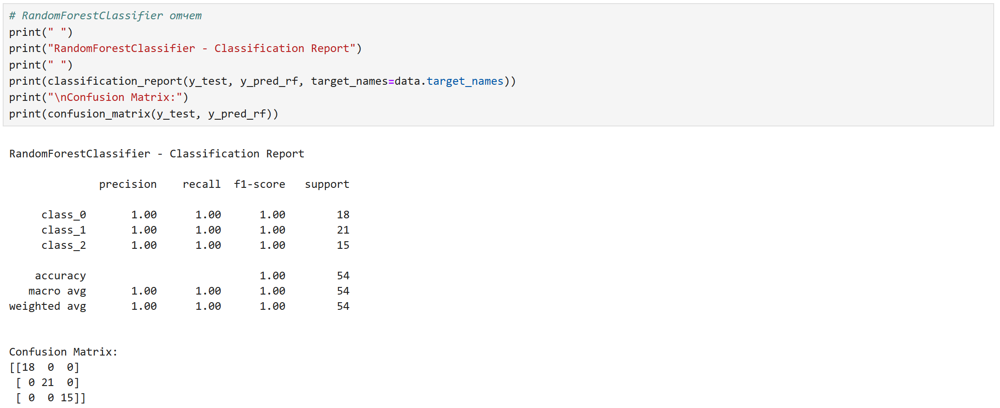 # RandomForestClassifier отчет
print(" ")
print("RandomForestClassifier - Classification Report")
print(" ")
print(classification_report(y_test, y_pred_rf, target_names=data.target_names))
print("\nConfusion Matrix:")
print(confusion_matrix(y_test, y_pred_rf))
RandomForestClassifier - Classification Report
              precision    recall  f1-score   support
     class_0       1.00      1.00      1.00        18
     class_1       1.00      1.00      1.00        21
     class_2       1.00      1.00      1.00        15
    accuracy                           1.00        54
   macro avg       1.00      1.00      1.00        54
weighted avg       1.00      1.00      1.00        54
Confusion Matrix:
[[18  0  0]
 [ 0 21  0]
 [ 0  0 15]]